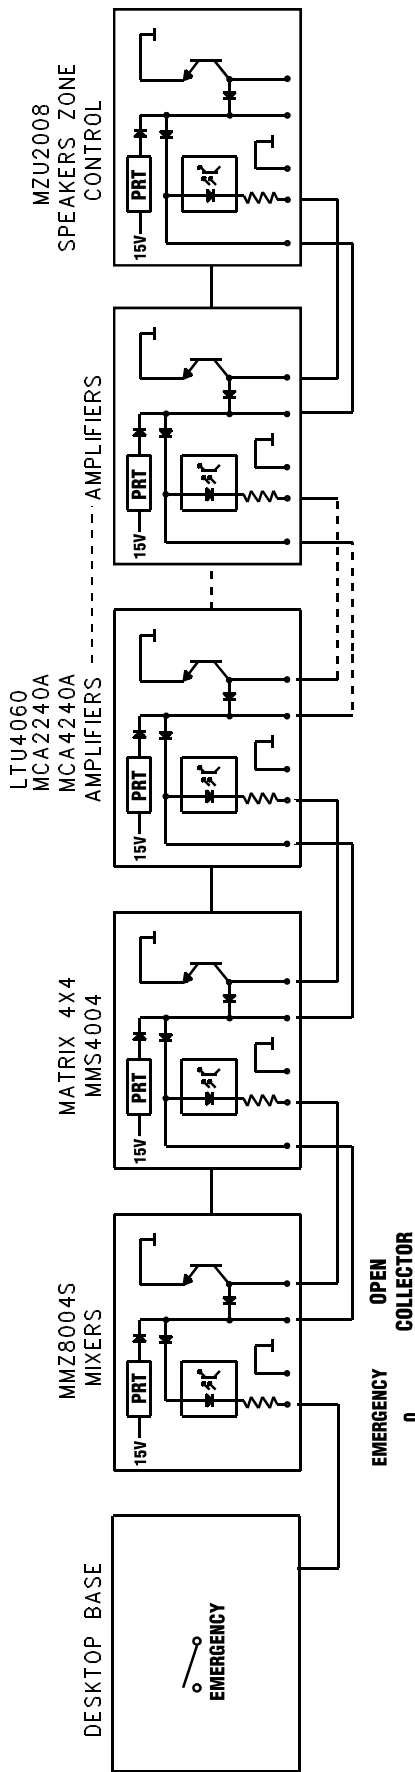 DESKTOP BASE
EMERGENCY
MMZ8004S
MIXERS
15V
PRT
EMERGENCY
OPEN
COLLECTOR
MATRIX 4X4
MMS4004
15V
PRT
LTU4060
MCA2240A
MCA4240A
AMPLIFIERS
15V
PRT
AMPLIFIERS
15V
PRT
MZU2008
SPEAKERS ZONE
CONTROL
15V
PRT